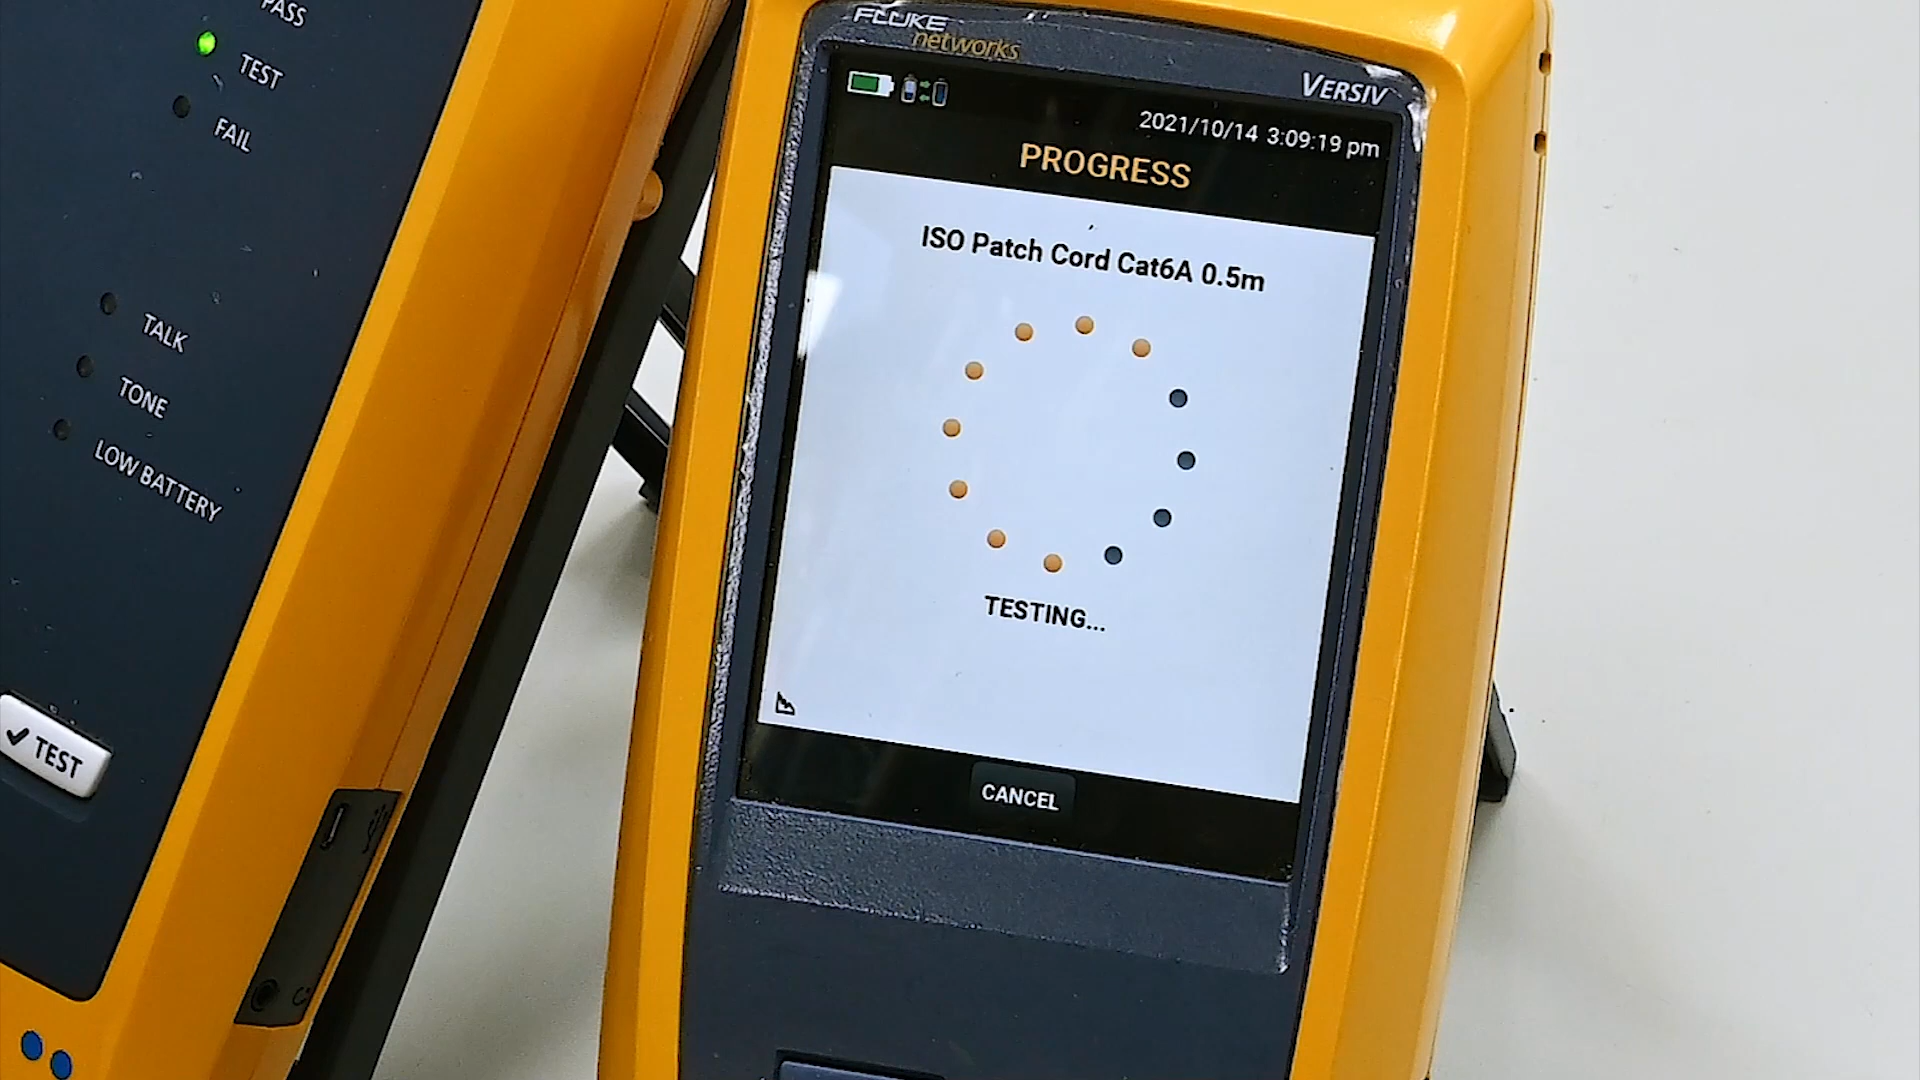 PASS
TEST
FAIL
TALK
TONE
LOW BATTERY
TEST
FLUKE
networks
VERSIV
2021/10/14 3:09:19 pm
PROGRESS
ISO Patch Cord Cat6A 0.5m
TESTING...
CANCEL